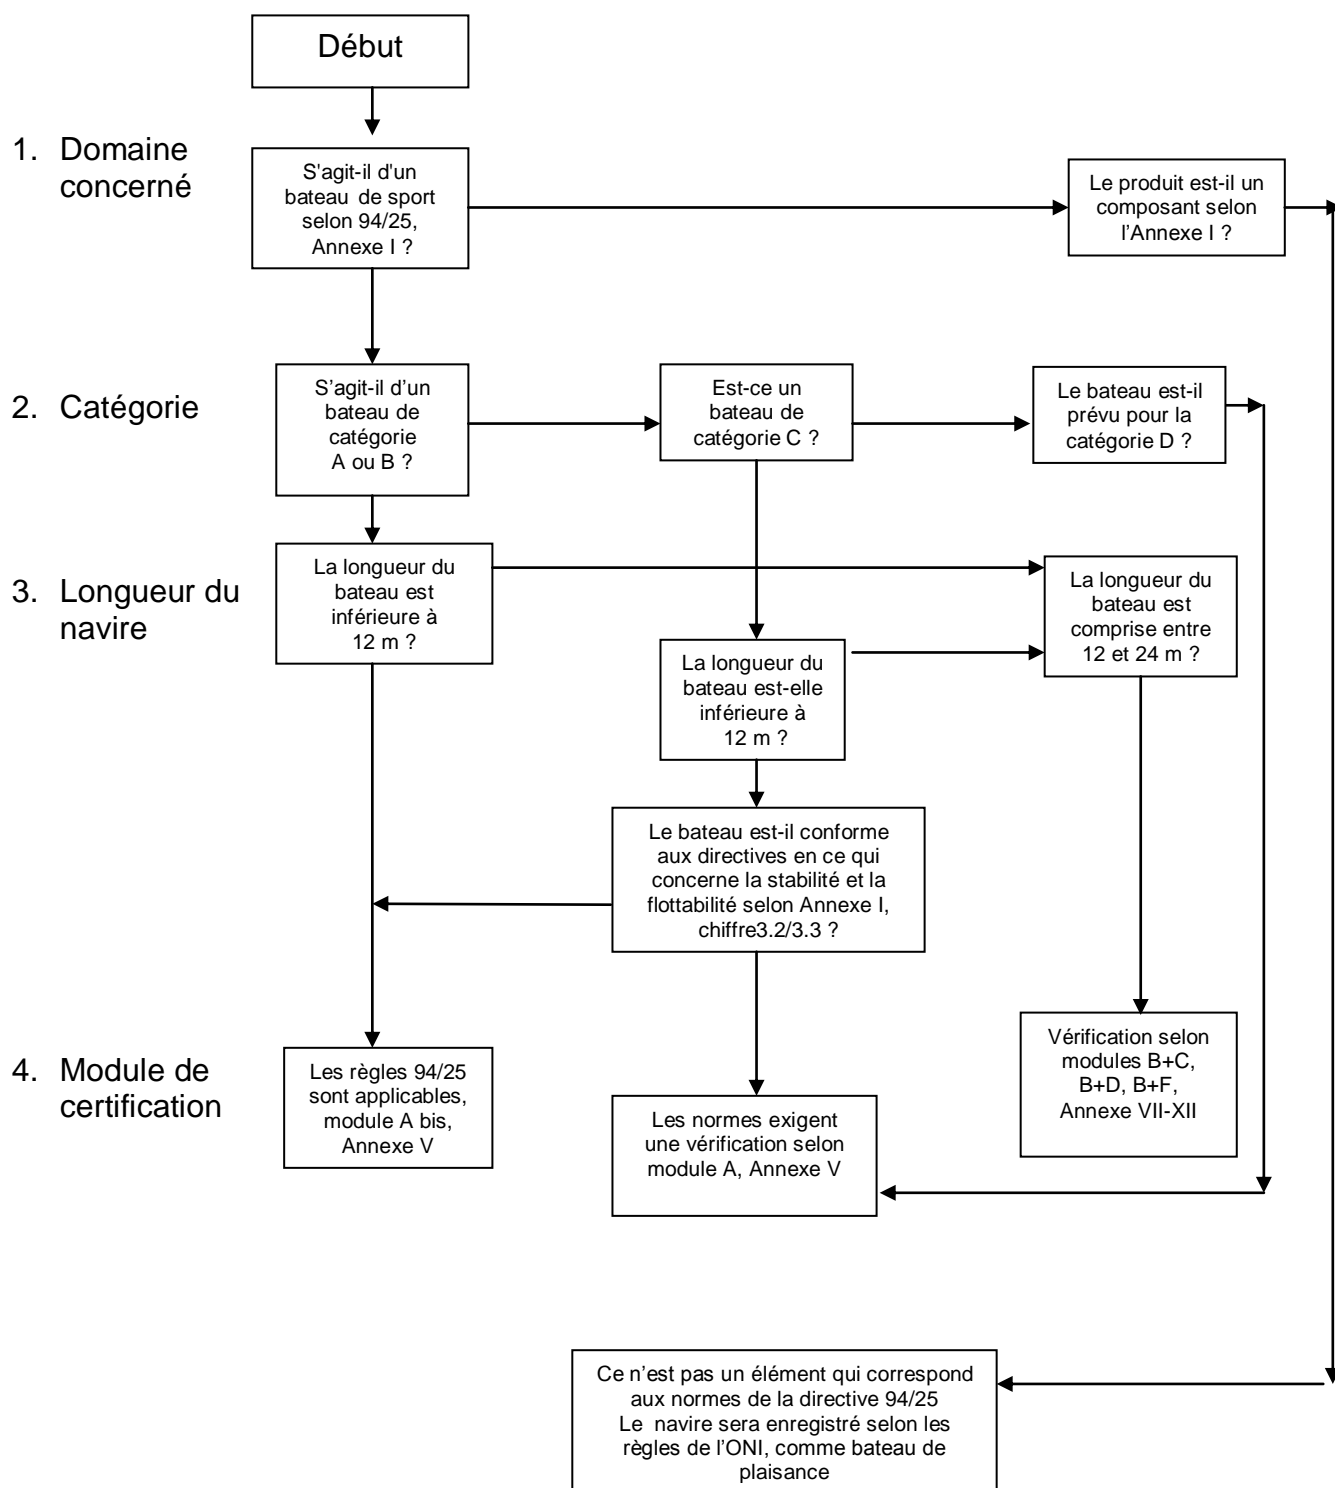 Début
1. Domaine
concerné
S'agit-il d'un
bateau de sport
selon 94/25,
Annexe I ?
Le produit est-il un
composant selon
l'Annexe I ?
2. Catégorie
S'agit-il d'un
bateau de
catégorie
A ou B ?
Est-ce un
bateau de
catégorie C ?
Le bateau est-il
prévu pour la
catégorie D ?
3. Longueur du
navire
La longueur du
bateau est
inférieure à
12 m ?
La longueur du
bateau est-elle
inférieure à
12 m ?
La longueur du
bateau est
comprise entre
12 et 24 m ?
Le bateau est-il conforme
aux directives en ce qui
concerne la stabilité et la
flottabilité selon Annexe I,
chiffre3.2/3.3 ?
4. Module de
certification
Les règles 94/25
sont applicables,
module A bis,
Annexe V
Les normes exigent
une vérification selon
module A, Annexe V
Vérification selon
modules B+C,
B+D, B+F,
Annexe VII-XII
Ce n'est pas un élément qui correspond
aux normes de la directive 94/25
Le navire sera enregistré selon les
règles de l'ONI, comme bateau de
plaisance